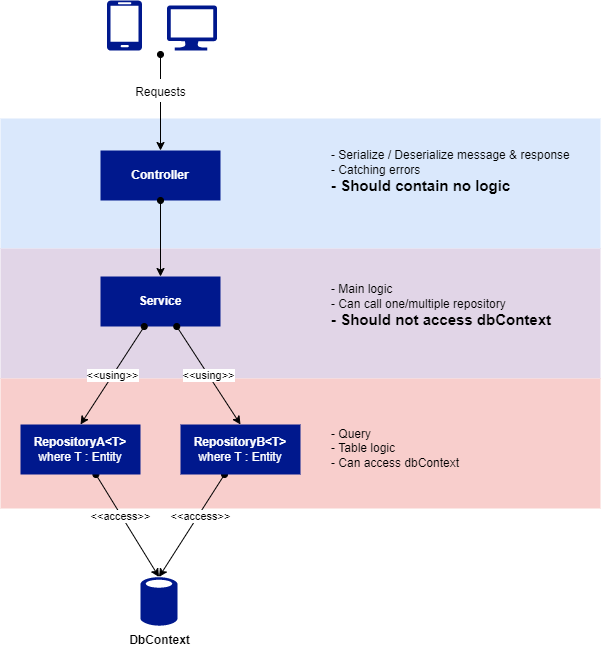 Requests
Controller
- Serialize / Deserialize message & response
- Catching errors
- Should contain no logic
Service
- Main logic
- Can call one/multiple repository
- Should not access dbContext
<<using>>
<<using>>
RepositoryA<T>
where T : Entity
RepositoryB<T>
where T : Entity
- Query
- Table logic
- Can access dbContext
<<access>>
<<access>>
DbContext